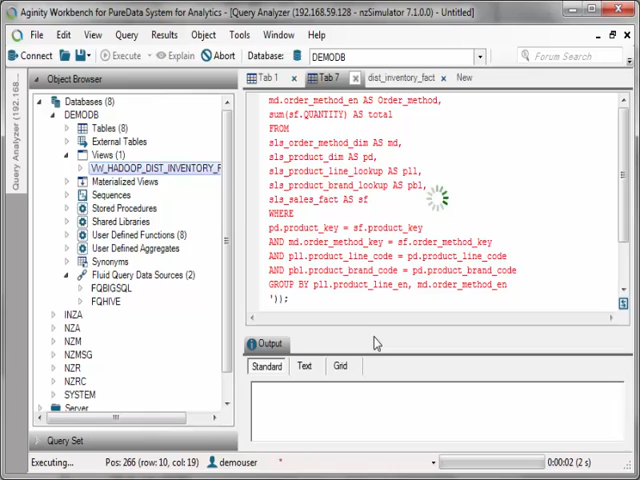 Aginity Workbench for PureData System for Analytics - [Query Analyzer (192.168.59.128 - nzSimulator 7.1.0.0) - Untitled]
File Edit View Query Results Object Tools Window Help
Connect Execute Explain Abort Database: DEMODB Forum Search
Query Analyzer (192.168.
Object Browser
Databases (8)
DEMODB
Tables (8)
External Tables
Views (1)
VW_HADOOP_DIST_INVENTORY_F
Materialized Views
Sequences
Stored Procedures
Shared Libraries
User Defined Functions (8)
User Defined Aggregates
Synonyms
Fluid Query Data Sources (2)
FQBIGSQL
FQHIVE
INZA
NZA
NZM
NZMSG
NZR
NZRC
SYSTEM
Server
Query Set
Tab 1 Tab 7 dist_inventory_fact New
md.order_method_en AS Order_method,
sum(sf.QUANTITY) AS total
FROM
sls_order_method_dim AS md,
sls_product_dim AS pd,
sls_product_line_lookup AS pll,
sls_product_brand_lookup AS pbl,
sls_sales_fact AS sf
WHERE
pd.product_key = sf.product_key
AND md.order_method_key = sf.order_method_key
AND pll.product_line_code = pd.product_line_code
AND pbl.product_brand_code = pd.product_brand_code
GROUP BY pll.product_line_en, md.order_method_en
'));
Output
Standard Text Grid
Executing... Pos: 266 (row: 10, col: 19) demouser * 0:00:02 (2 s)